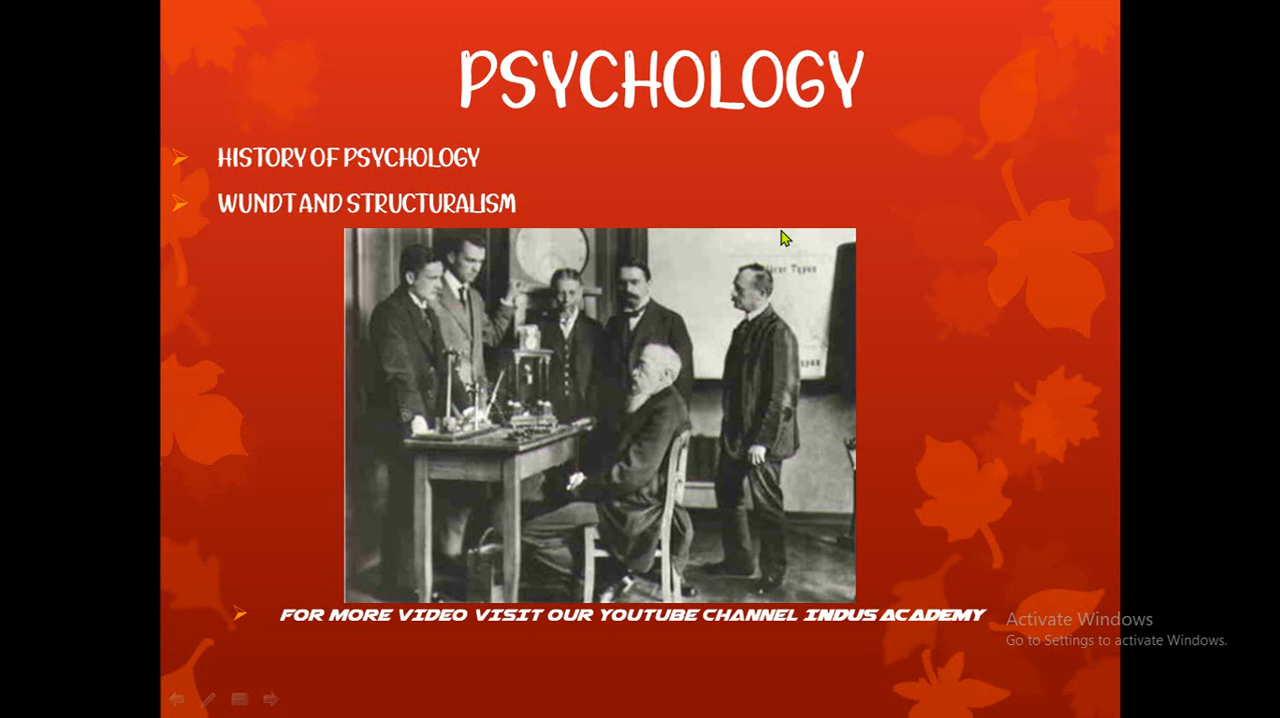 PSYCHOLOGY
HISTORY OF PSYCHOLOGY
WUNDT AND STRUCTURALISM
FOR MORE VIDEO VISIT OUR YOUTUBE CHANNEL INDUS ACADEMY
Activate Windows
Go to Settings to activate Windows.